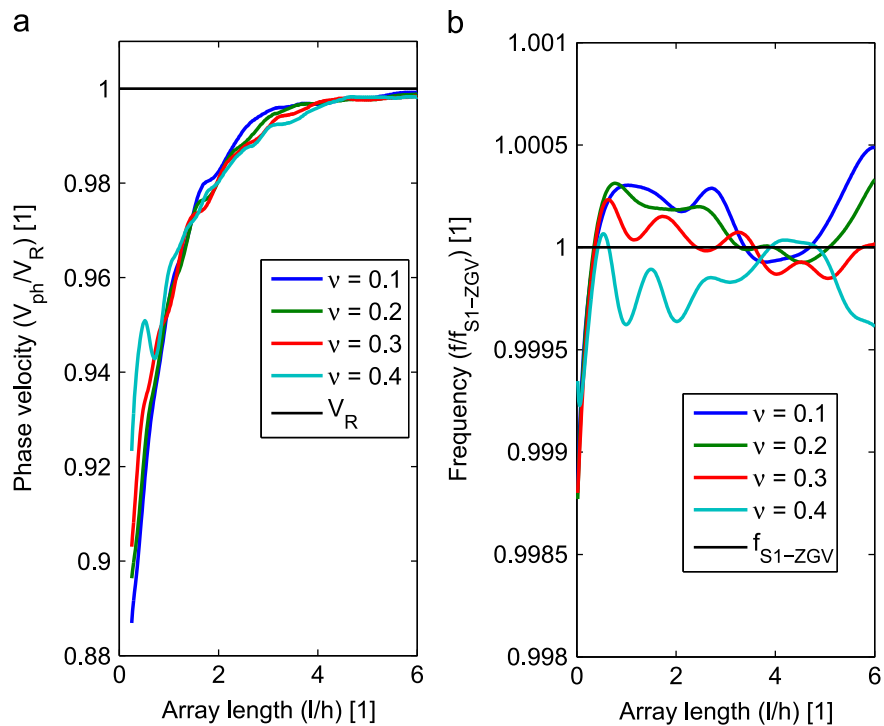 a
Phase velocity (V_ph/V_R) [1]
1
0.98
0.96
0.94
0.92
0.9
0.88
0
2
4
6
Array length (l/h) [1]
ν = 0.1
ν = 0.2
ν = 0.3
ν = 0.4
V_R
b
Frequency (f/f_S1−ZGV) [1]
1.001
1.0005
1
0.9995
0.999
0.9985
0.998
0
2
4
6
Array length (l/h) [1]
ν = 0.1
ν = 0.2
ν = 0.3
ν = 0.4
f_S1−ZGV